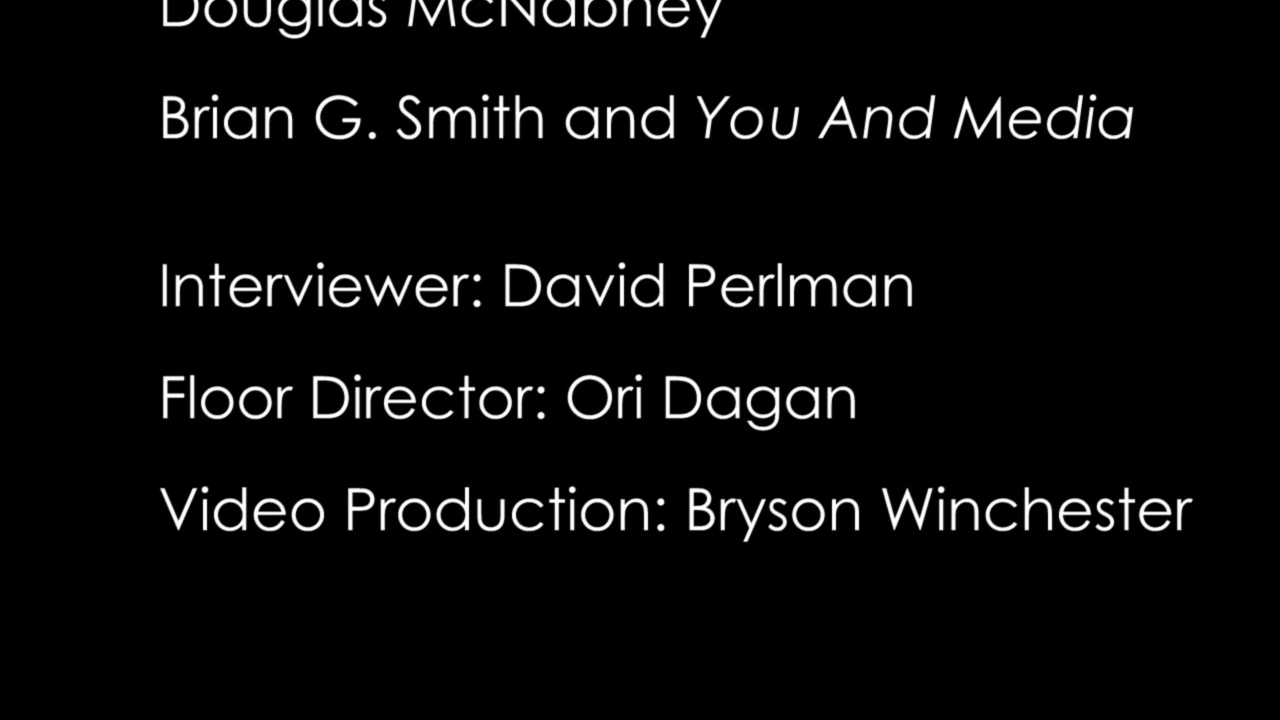 Douglas McNabney
Brian G. Smith and You And Media
Interviewer: David Perlman
Floor Director: Ori Dagan
Video Production: Bryson Winchester